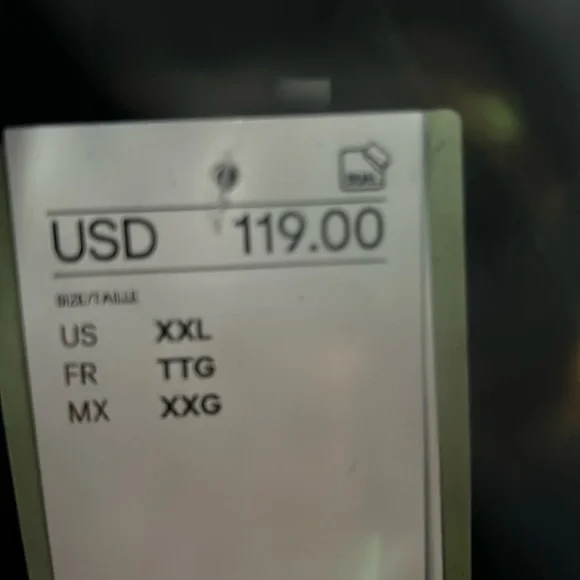 USD 119.00
SIZE/TAILLE
US XXL
FR TTG
MX XXG